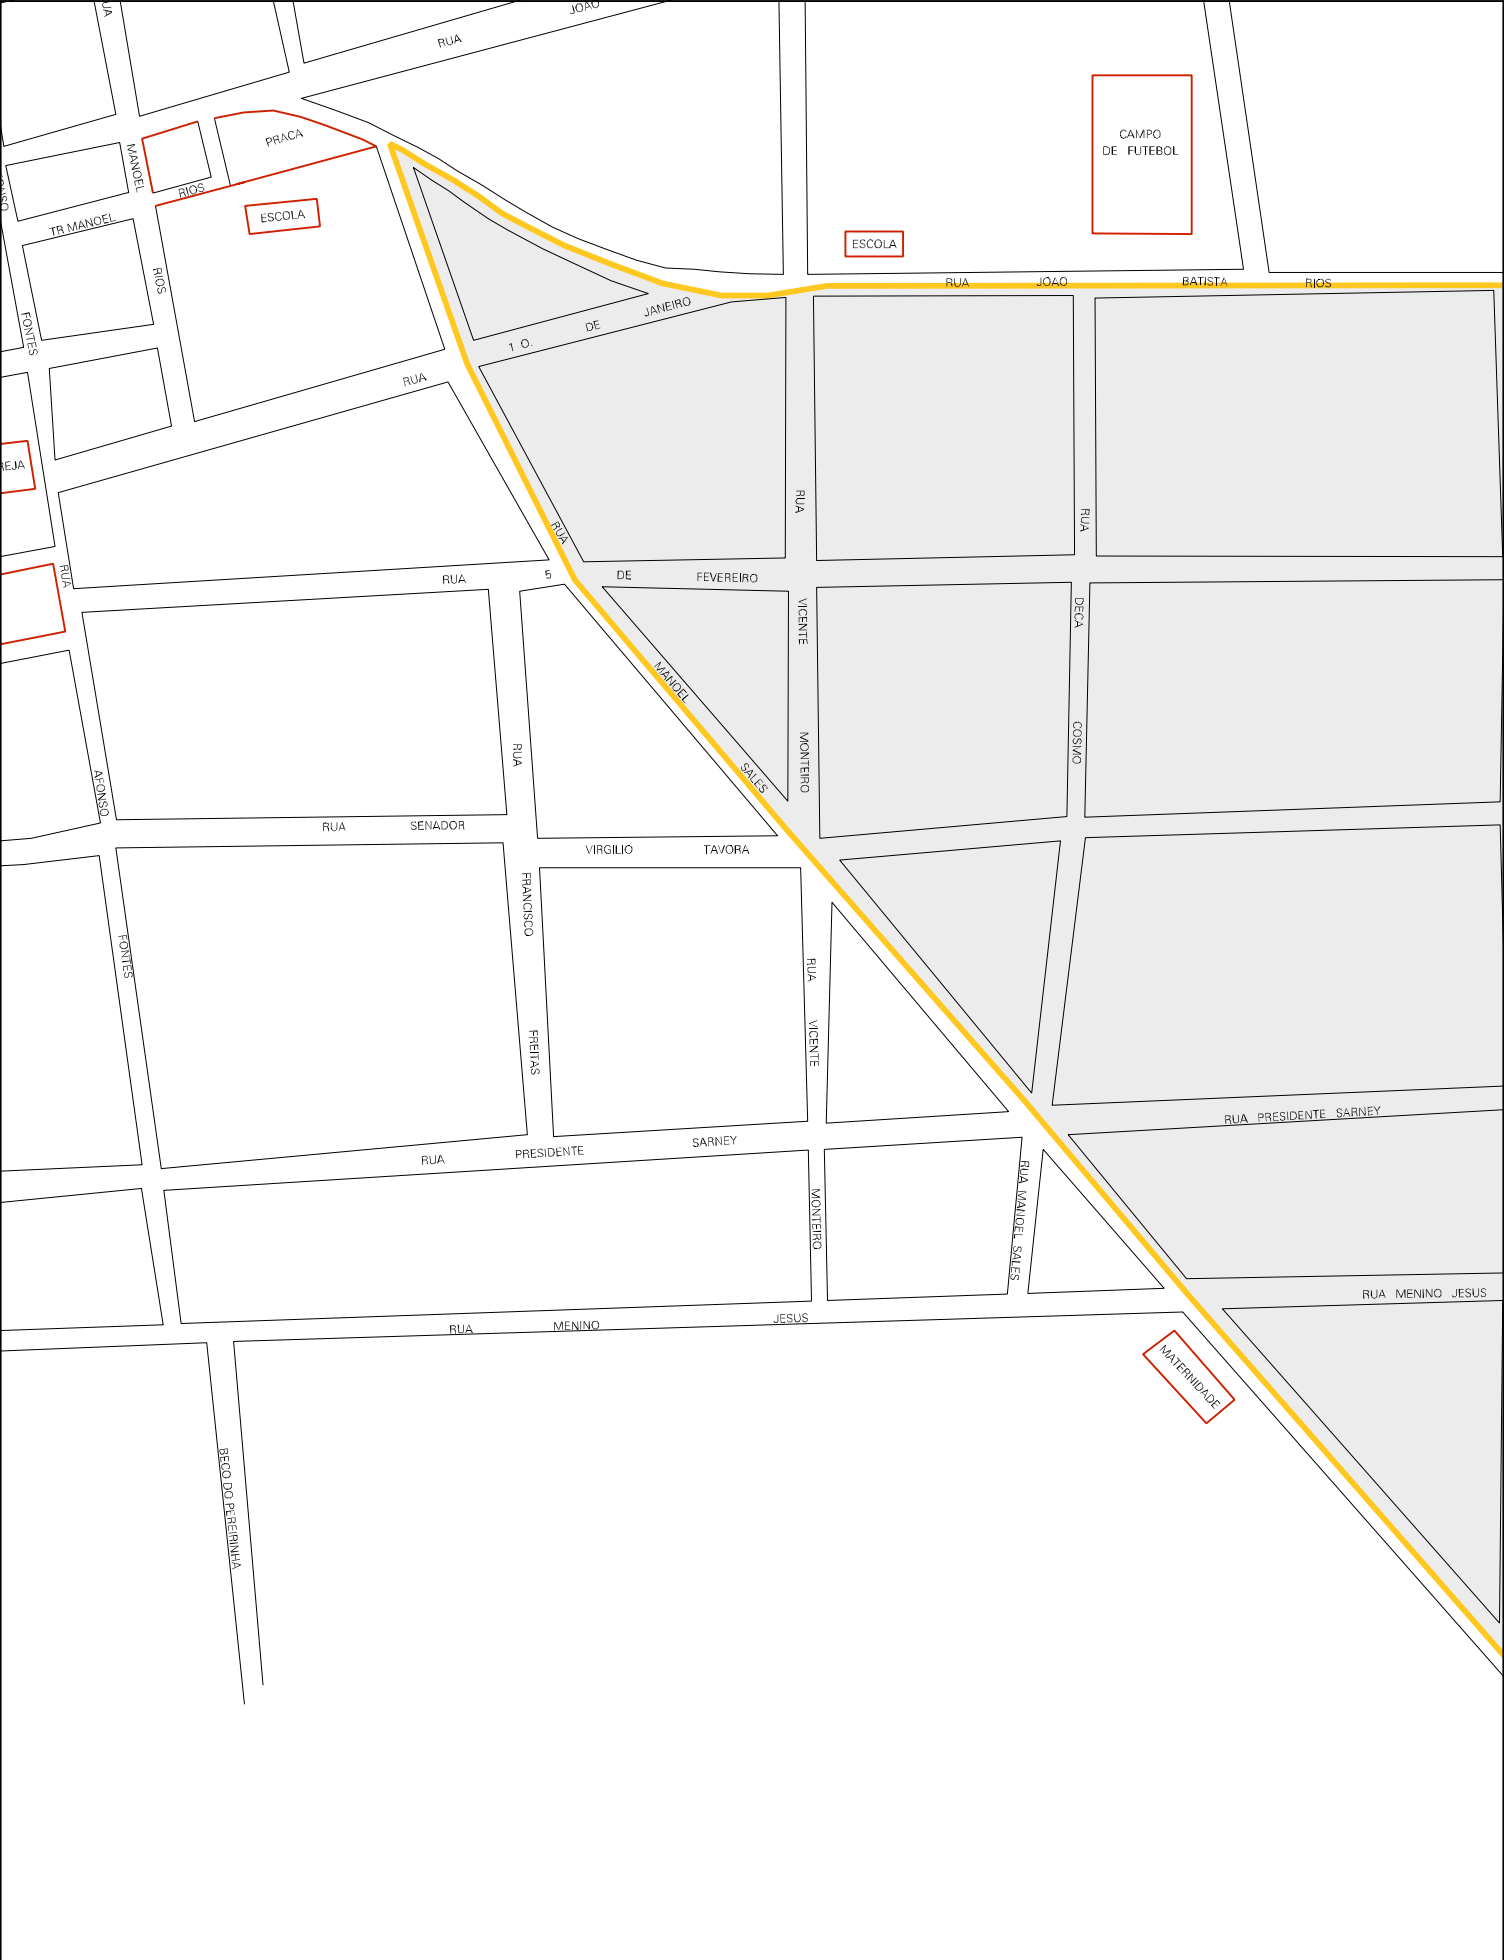 JOAO
RUA
PRACA
MANOEL
RIOS
ESCOLA
TR MANOEL
RIOS
CAMPO
DE FUTEBOL
ESCOLA
RUA JOAO BATISTA RIOS
1 O. DE JANEIRO
FONTES
RUA
RUA
RUA
RUA
RUA
RUA 5 DE FEVEREIRO
VICENTE
DECA
MANOEL
MONTEIRO
COSMO
SALES
RUA
AFONSO
RUA SENADOR
VIRGILIO TAVORA
FRANCISCO
FONTES
RUA
VICENTE
FREITAS
RUA PRESIDENTE SARNEY
RUA PRESIDENTE SARNEY
MONTEIRO
RUA MANOEL SALES
RUA MENINO JESUS
RUA MENINO JESUS
MATERNIDADE
BECO DO PEREIRINHA